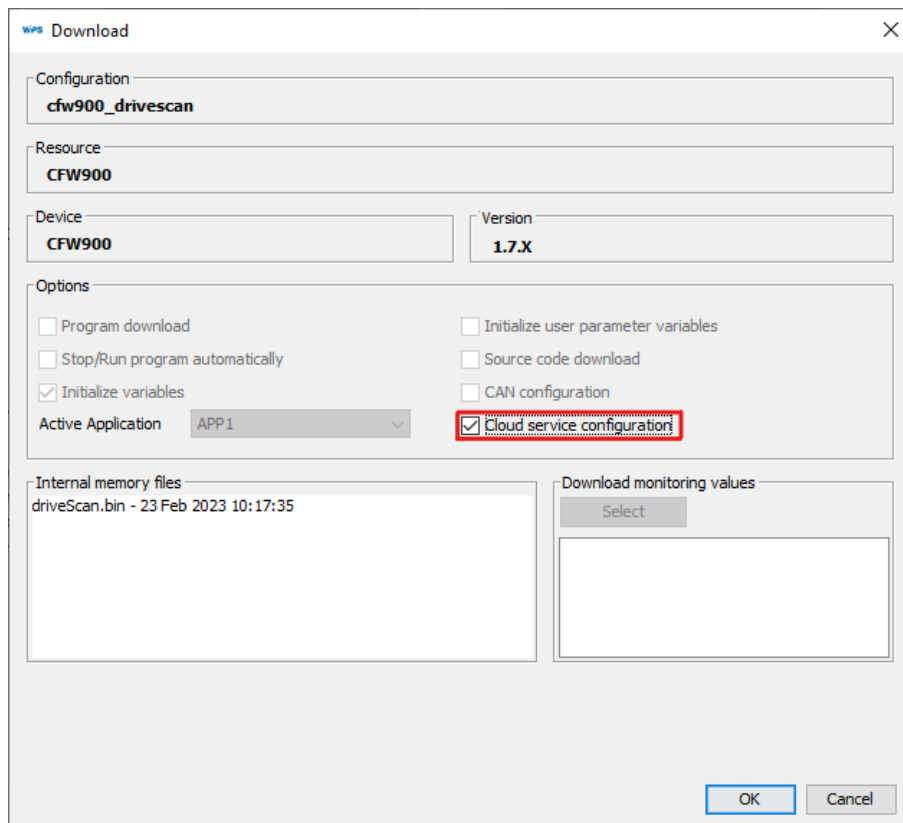 WPS Download
Configuration
cfw900_drivescan
Resource
CFW900
Device
CFW900
Version
1.7.X
Options
Program download
Initialize user parameter variables
Stop/Run program automatically
Source code download
Initialize variables
CAN configuration
Active Application APP1
Cloud service configuration
Internal memory files
driveScan.bin - 23 Feb 2023 10:17:35
Download monitoring values
Select
OK
Cancel